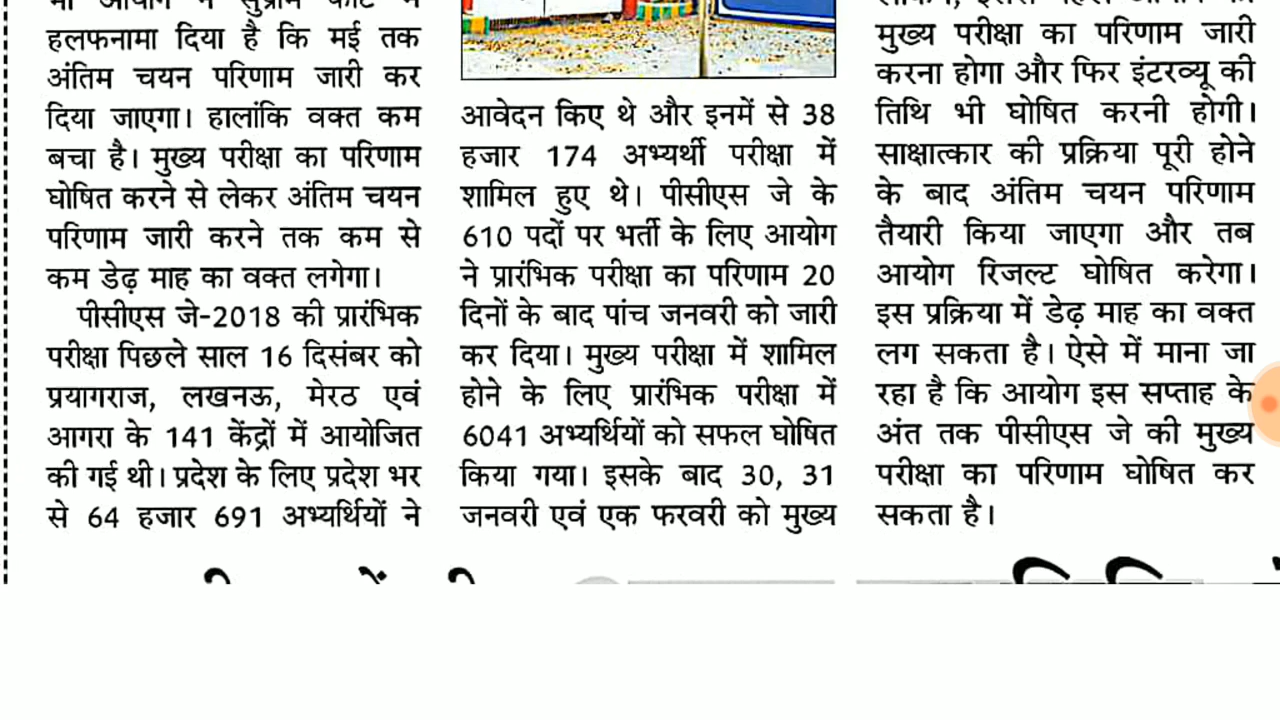 हलफनामा दिया है कि मई तक
अंतिम चयन परिणाम जारी कर
दिया जाएगा। हालांकि वक्त कम
बचा है। मुख्य परीक्षा का परिणाम
घोषित करने से लेकर अंतिम चयन
परिणाम जारी करने तक कम से
कम डेढ़ माह का वक्त लगेगा।
पीसीएस जे-2018 की प्रारंभिक
परीक्षा पिछले साल 16 दिसंबर को
प्रयागराज, लखनऊ, मेरठ एवं
आगरा के 141 केंद्रों में आयोजित
की गई थी। प्रदेश के लिए प्रदेश भर
से 64 हजार 691 अभ्यर्थियों ने
आवेदन किए थे और इनमें से 38
हजार 174 अभ्यर्थी परीक्षा में
शामिल हुए थे। पीसीएस जे के
610 पदों पर भर्ती के लिए आयोग
ने प्रारंभिक परीक्षा का परिणाम 20
दिनों के बाद पांच जनवरी को जारी
कर दिया। मुख्य परीक्षा में शामिल
होने के लिए प्रारंभिक परीक्षा में
6041 अभ्यर्थियों को सफल घोषित
किया गया। इसके बाद 30, 31
जनवरी एवं एक फरवरी को मुख्य
मुख्य परीक्षा का परिणाम जारी
करना होगा और फिर इंटरव्यू की
तिथि भी घोषित करनी होगी।
साक्षात्कार की प्रक्रिया पूरी होने
के बाद अंतिम चयन परिणाम
तैयारी किया जाएगा और तब
आयोग रिजल्ट घोषित करेगा।
इस प्रक्रिया में डेढ़ माह का वक्त
लग सकता है। ऐसे में माना जा
रहा है कि आयोग इस सप्ताह के
अंत तक पीसीएस जे की मुख्य
परीक्षा का परिणाम घोषित कर
सकता है।